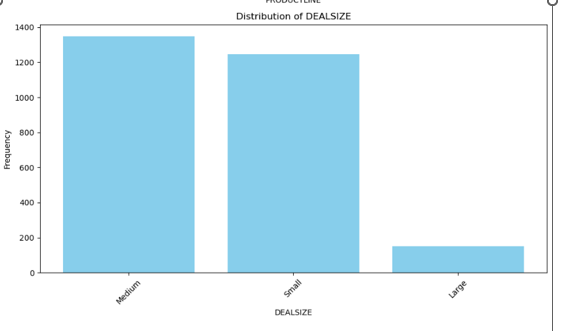 PRODUCTLINE
Distribution of DEALSIZE
1400
1200
1000
800
600
400
200
0
Frequency
Medium
Small
Large
DEALSIZE